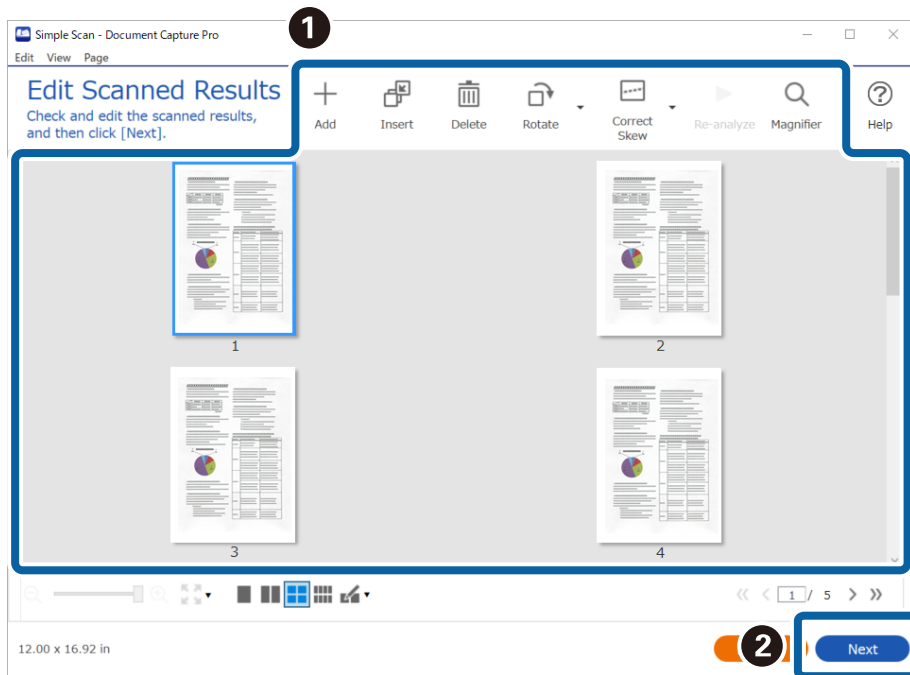 1
Simple Scan - Document Capture Pro
Edit View Page
Edit Scanned Results
Check and edit the scanned results,
and then click [Next].
Add
Insert
Delete
Rotate
Correct
Skew
Re-analyze
Magnifier
Help
1
2
3
4
1 / 5
12.00 x 16.92 in
2
Next